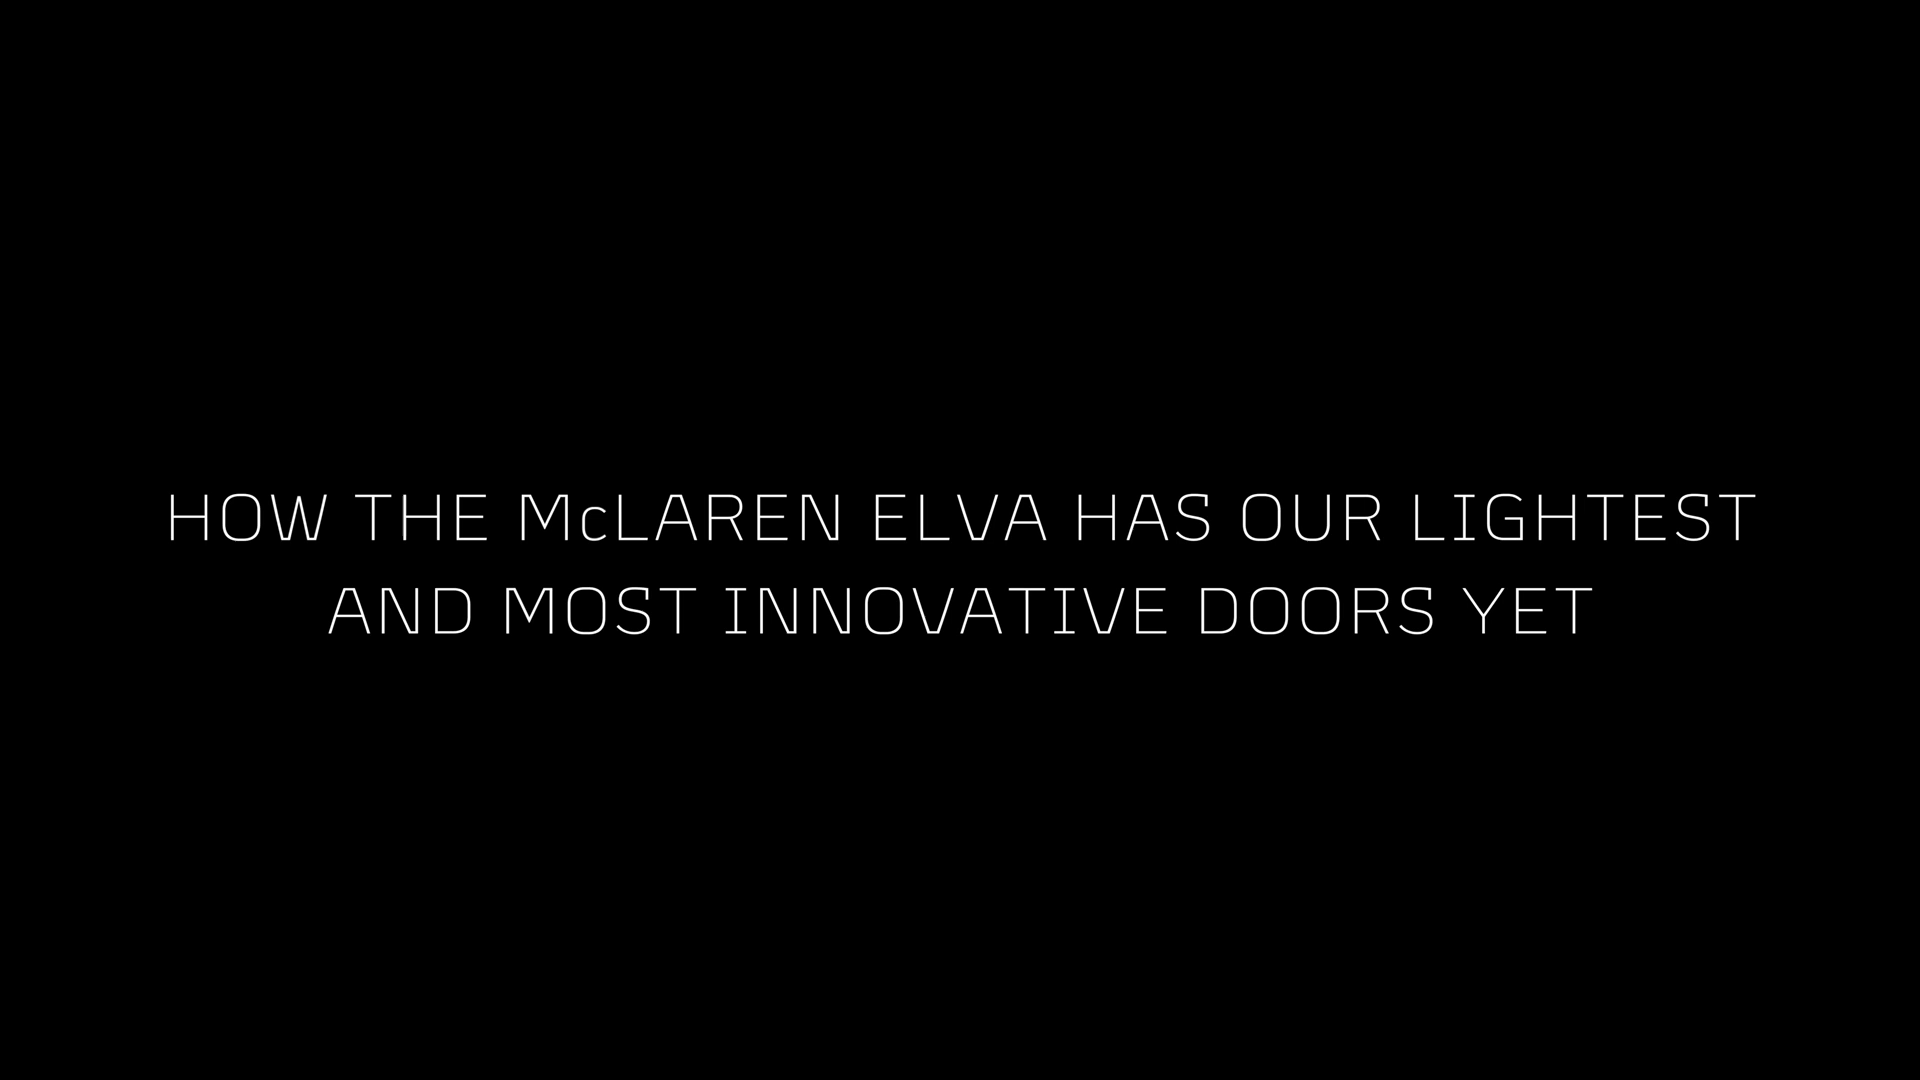 HOW THE McLAREN ELVA HAS OUR LIGHTEST
AND MOST INNOVATIVE DOORS YET